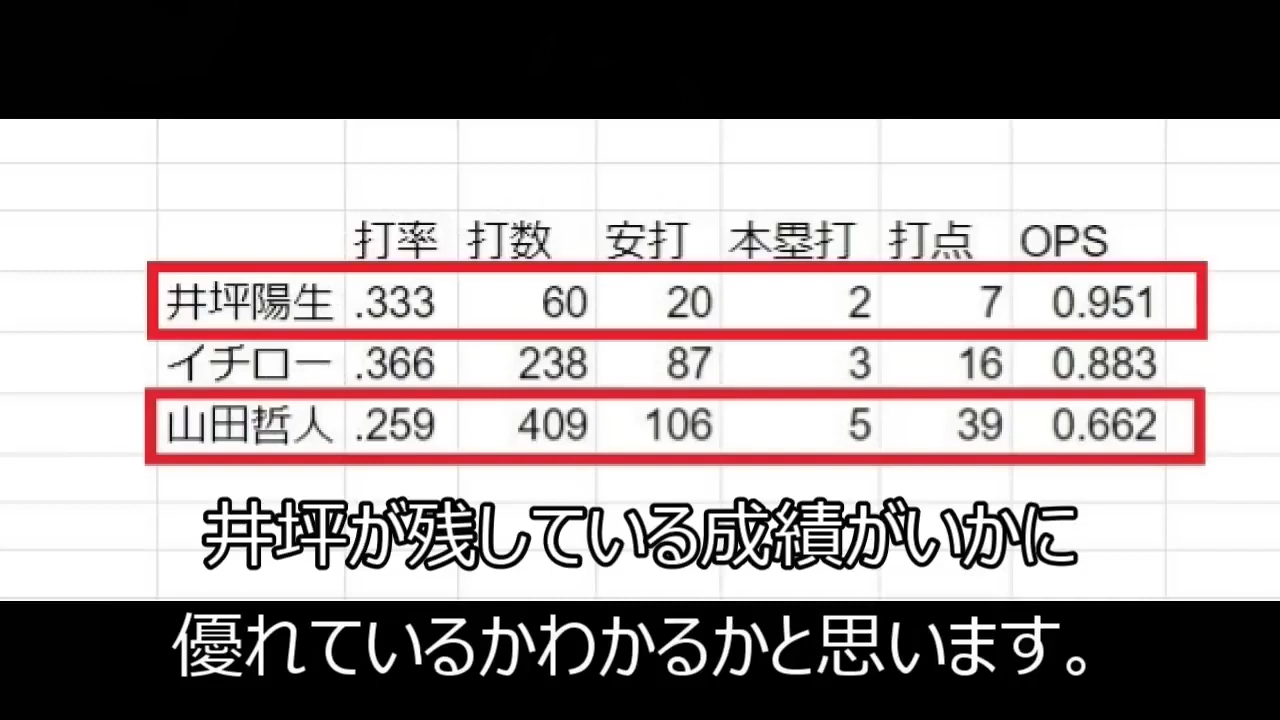 打率 打数 安打 本塁打 打点 OPS
井坪陽生 .333 60 20 2 7 0.951
イチロー .366 238 87 3 16 0.883
山田哲人 .259 409 106 5 39 0.662
井坪が残している成績がいかに
優れているかわかるかと思います。